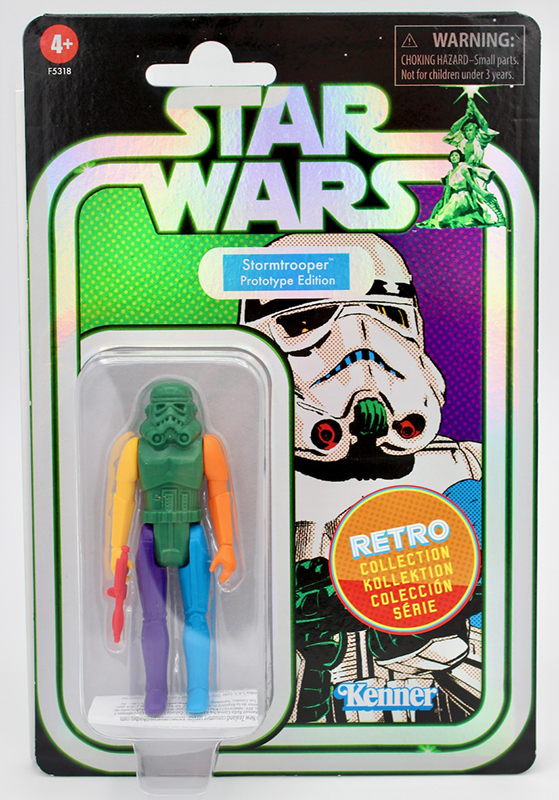 4+
F5318
WARNING:
CHOKING HAZARD–Small parts.
Not for children under 3 years.
STAR
WARS
Stormtrooper™
Prototype Edition
RETRO
COLLECTION
KOLLEKTION
COLECCIÓN
SÉRIE
Kenner